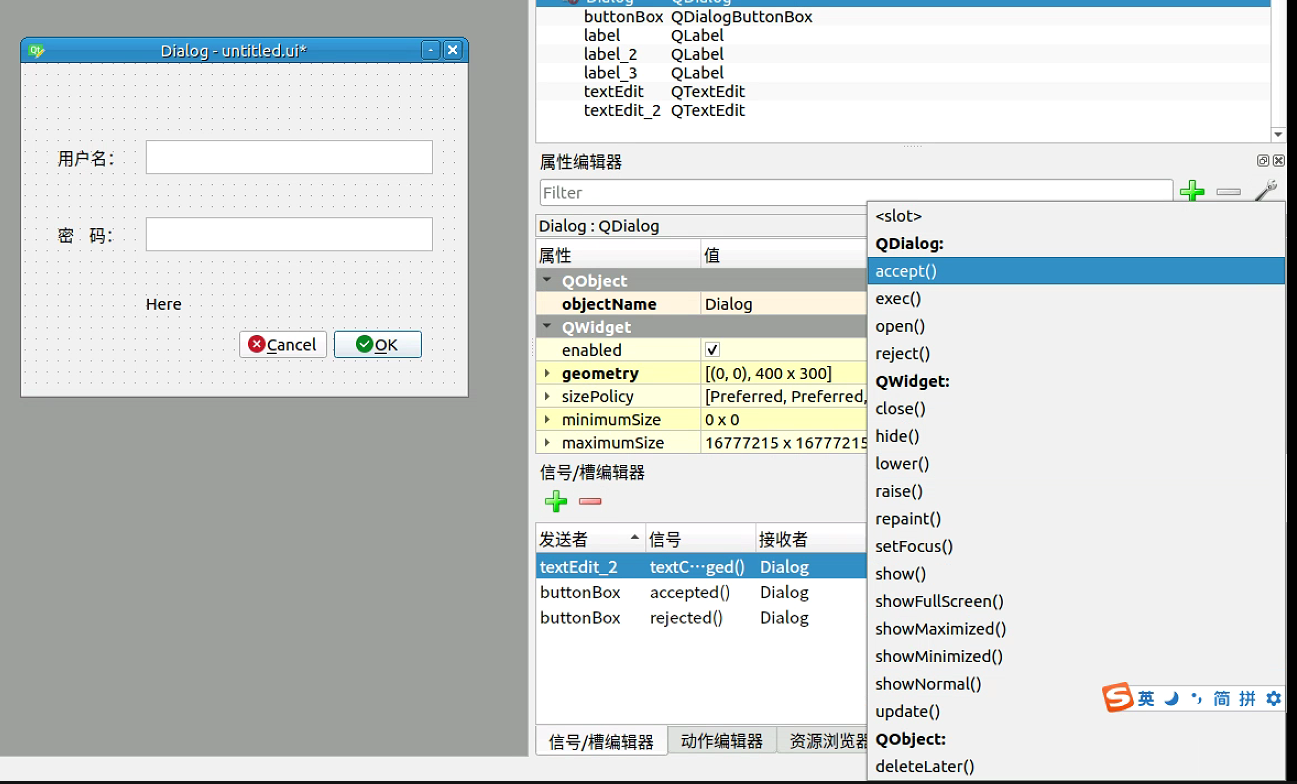 Dialog - untitled.ui*
用户名：
密 码：
Here
Cancel
OK
buttonBox QDialogButtonBox
label QLabel
label_2 QLabel
label_3 QLabel
textEdit QTextEdit
textEdit_2 QTextEdit
属性编辑器
Filter
Dialog : QDialog
属性 值
QObject
objectName Dialog
QWidget
enabled
geometry [(0, 0), 400 x 300]
sizePolicy [Preferred, Preferred,
minimumSize 0 x 0
maximumSize 16777215 x 16777215
信号/槽编辑器
发送者 信号 接收者
textEdit_2 textC···ged() Dialog
buttonBox accepted() Dialog
buttonBox rejected() Dialog
信号/槽编辑器 动作编辑器 资源浏览器
<slot>
QDialog:
accept()
exec()
open()
reject()
QWidget:
close()
hide()
lower()
raise()
repaint()
setFocus()
show()
showFullScreen()
showMaximized()
showMinimized()
showNormal()
update()
QObject:
deleteLater()
英 简 拼